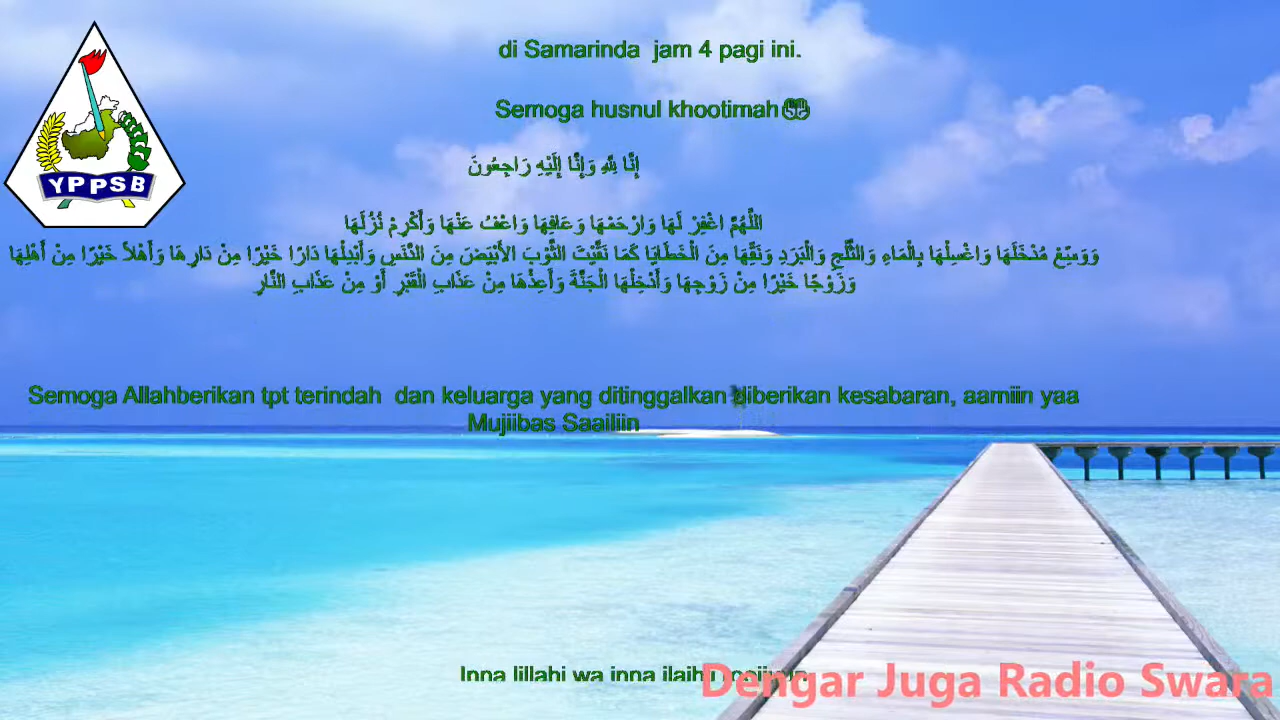 di Samarinda jam 4 pagi ini.
Semoga husnul khootimah
إِنَّا لِلَّهِ وَإِنَّا إِلَيْهِ رَاجِعُونَ
اللَّهُمَّ اغْفِرْ لَهَا وَارْحَمْهَا وَعَافِهَا وَاعْفُ عَنْهَا وَأَكْرِمْ نُزُلَهَا
وَوَسِّعْ مُدْخَلَهَا وَاغْسِلْهَا بِالْمَاءِ وَالثَّلْجِ وَالْبَرَدِ وَنَقِّهَا مِنَ الْخَطَايَا كَمَا نَقَّيْتَ الثَّوْبَ الأَبْيَضَ مِنَ الدَّنَسِ وَأَبْدِلْهَا دَارًا خَيْرًا مِنْ دَارِهَا وَأَهْلاً خَيْرًا مِنْ أَهْلِهَا
وَزَوْجًا خَيْرًا مِنْ زَوْجِهَا وَأَدْخِلْهَا الْجَنَّةَ وَأَعِذْهَا مِنْ عَذَابِ الْقَبْرِ أَوْ مِنْ عَذَابِ النَّارِ
Semoga Allahberikan tpt terindah dan keluarga yang ditinggalkan diberikan kesabaran, aamiin yaa
Mujiibas Saailiin
Inna lillahi wa inna ilaihi
Dengar Juga Radio Swara
YPPSB